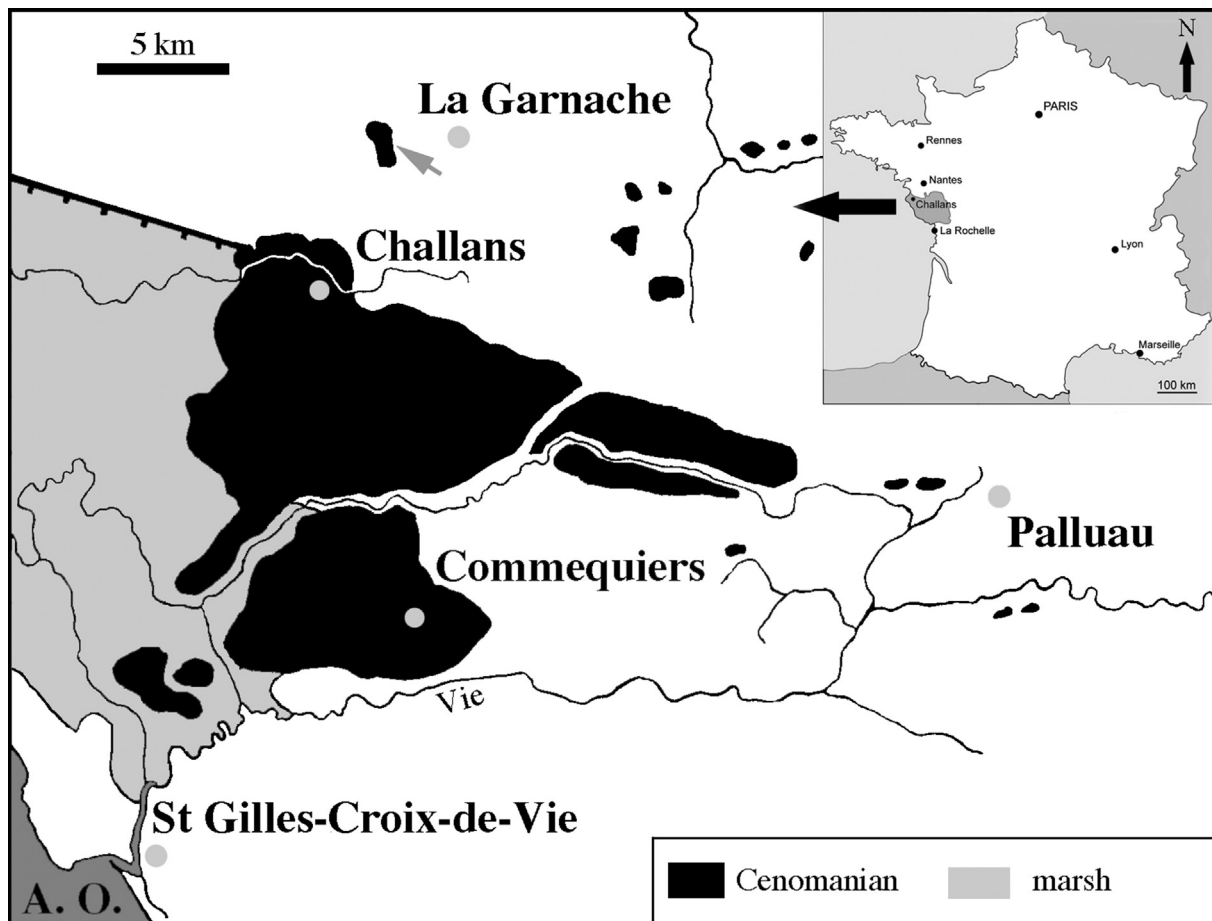 5 km
La Garnache
Challans
Commequiers
Palluau
Vie
St Gilles-Croix-de-Vie
A. O.
N
PARIS
Rennes
Nantes
Challans
La Rochelle
Lyon
Marseille
100 km
Cenomanian
marsh